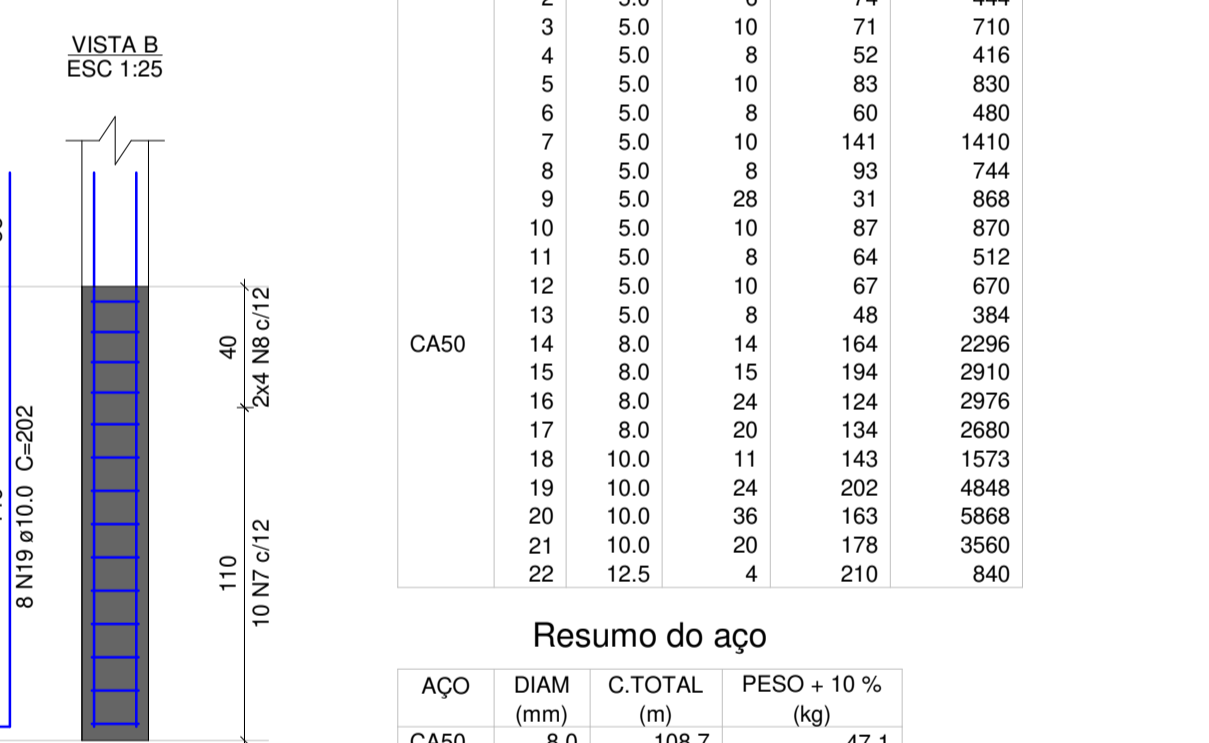 VISTA B
ESC 1:25
40
2x4 N8 c/12
110
10 N7 c/12
8 N19 ø10.0 C=202
3 5.0 10 71 710
4 5.0 8 52 416
5 5.0 10 83 830
6 5.0 8 60 480
7 5.0 10 141 1410
8 5.0 8 93 744
9 5.0 28 31 868
10 5.0 10 87 870
11 5.0 8 64 512
12 5.0 10 67 670
13 5.0 8 48 384
CA50 14 8.0 14 164 2296
15 8.0 15 194 2910
16 8.0 24 124 2976
17 8.0 20 134 2680
18 10.0 11 143 1573
19 10.0 24 202 4848
20 10.0 36 163 5868
21 10.0 20 178 3560
22 12.5 4 210 840
Resumo do aço
AÇO DIAM C.TOTAL PESO + 10 %
(mm) (m) (kg)
CA50 8.0 108.7 47.1